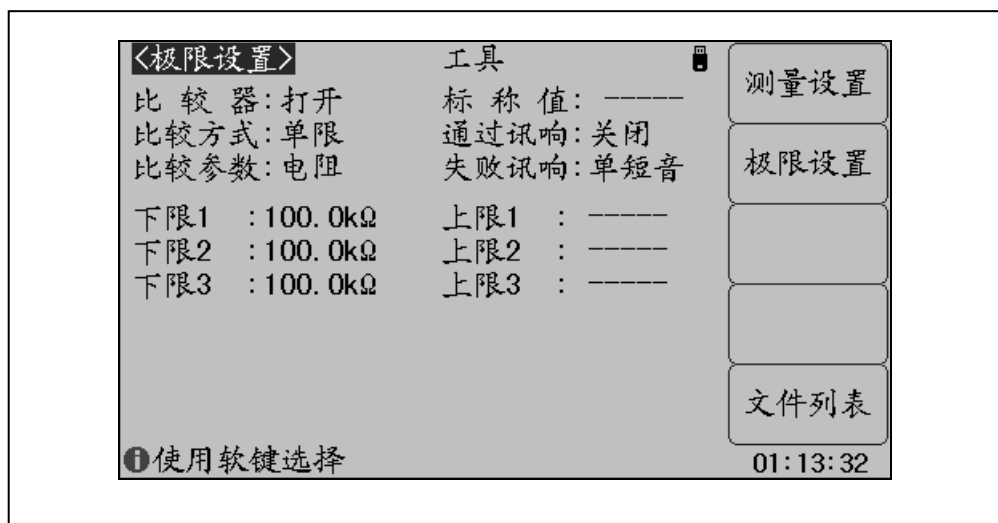 <极限设置> 工具
测量设置
比 较 器:打开 标 称 值: -----
比较方式:单限 通过讯响:关闭
比较参数:电阻 失败讯响:单短音
极限设置
下限1 :100.0kΩ 上限1 : -----
下限2 :100.0kΩ 上限2 : -----
下限3 :100.0kΩ 上限3 : -----
文件列表
使用软键选择 01:13:32